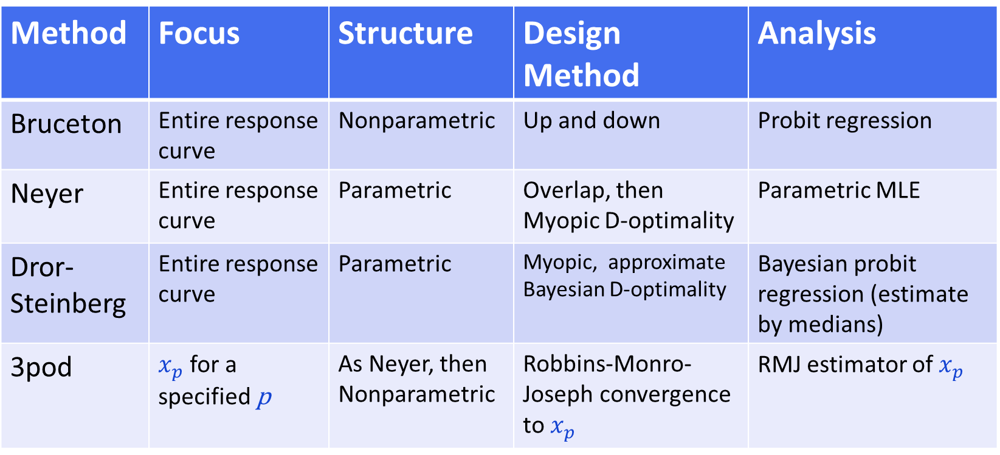 Method Focus Structure Design Method Analysis
Bruceton Entire response curve Nonparametric Up and down Probit regression
Neyer Entire response curve Parametric Overlap, then Myopic D-optimality Parametric MLE
Dror-Steinberg Entire response curve Parametric Myopic, approximate Bayesian D-optimality Bayesian probit regression (estimate by medians)
3pod x_p for a specified p As Neyer, then Nonparametric Robbins-Monro-Joseph convergence to x_p RMJ estimator of x_p